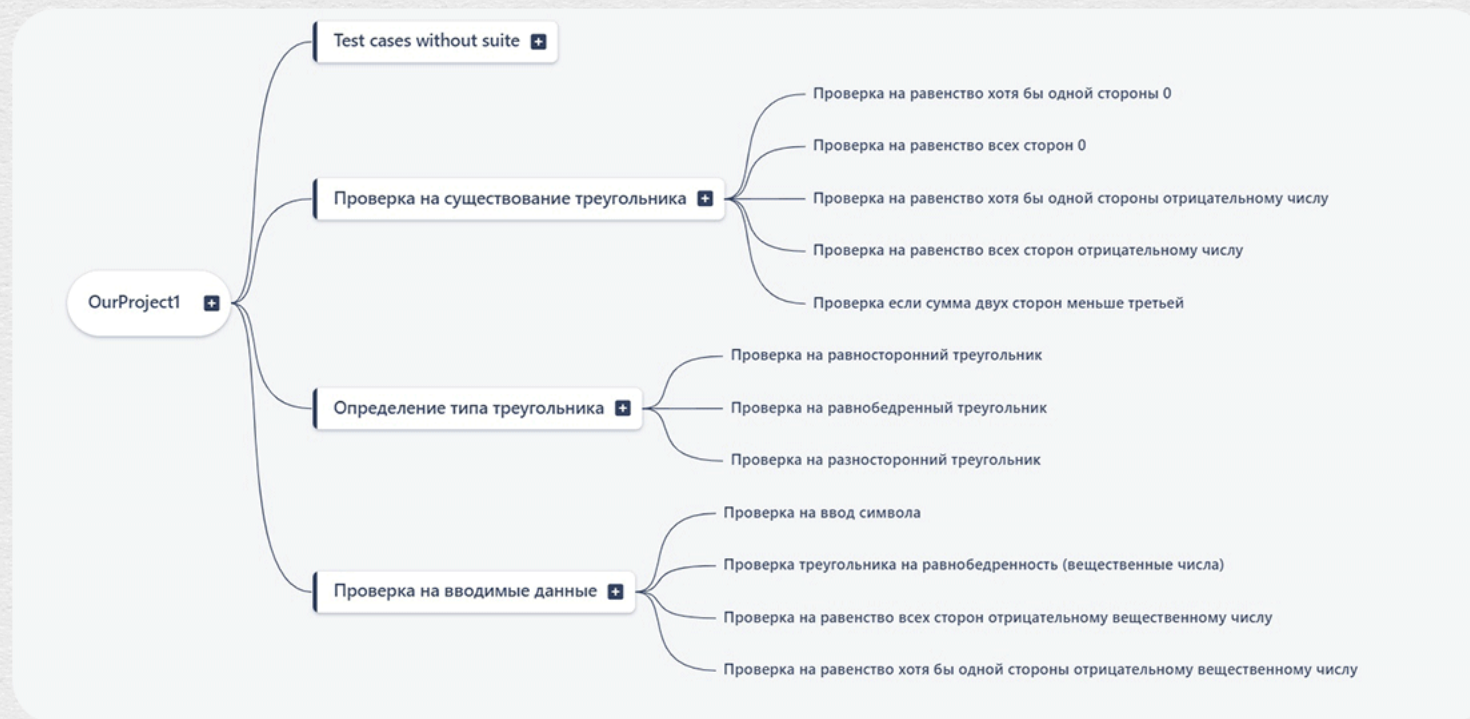 Test cases without suite
Проверка на равенство хотя бы одной стороны 0
Проверка на равенство всех сторон 0
Проверка на существование треугольника
Проверка на равенство хотя бы одной стороны отрицательному числу
Проверка на равенство всех сторон отрицательному числу
OurProject1
Проверка если сумма двух сторон меньше третьей
Проверка на равносторонний треугольник
Определение типа треугольника
Проверка на равнобедренный треугольник
Проверка на разносторонний треугольник
Проверка на ввод символа
Проверка треугольника на равнобедренность (вещественные числа)
Проверка на вводимые данные
Проверка на равенство всех сторон отрицательному вещественному числу
Проверка на равенство хотя бы одной стороны отрицательному вещественному числу